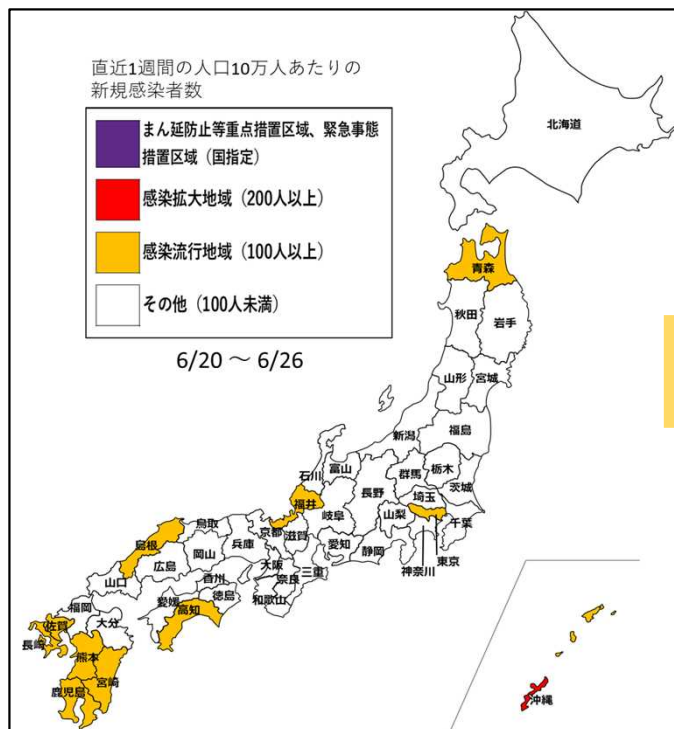 直近1週間の人口10万人あたりの
新規感染者数
まん延防止等重点措置区域、緊急事態
措置区域（国指定）
感染拡大地域（200人以上）
感染流行地域（100人以上）
その他（100人未満）
6/20 ～ 6/26
北海道
青森
秋田
岩手
山形
宮城
新潟
福島
石川
富山
群馬
栃木
福井
長野
埼玉
茨城
岐阜
山梨
千葉
鳥取
京都
滋賀
愛知
静岡
東京
神奈川
島根
岡山
兵庫
広島
大阪
奈良
三重
山口
香川
徳島
和歌山
愛媛
高知
福岡
佐賀
大分
長崎
熊本
宮崎
鹿児島
沖縄